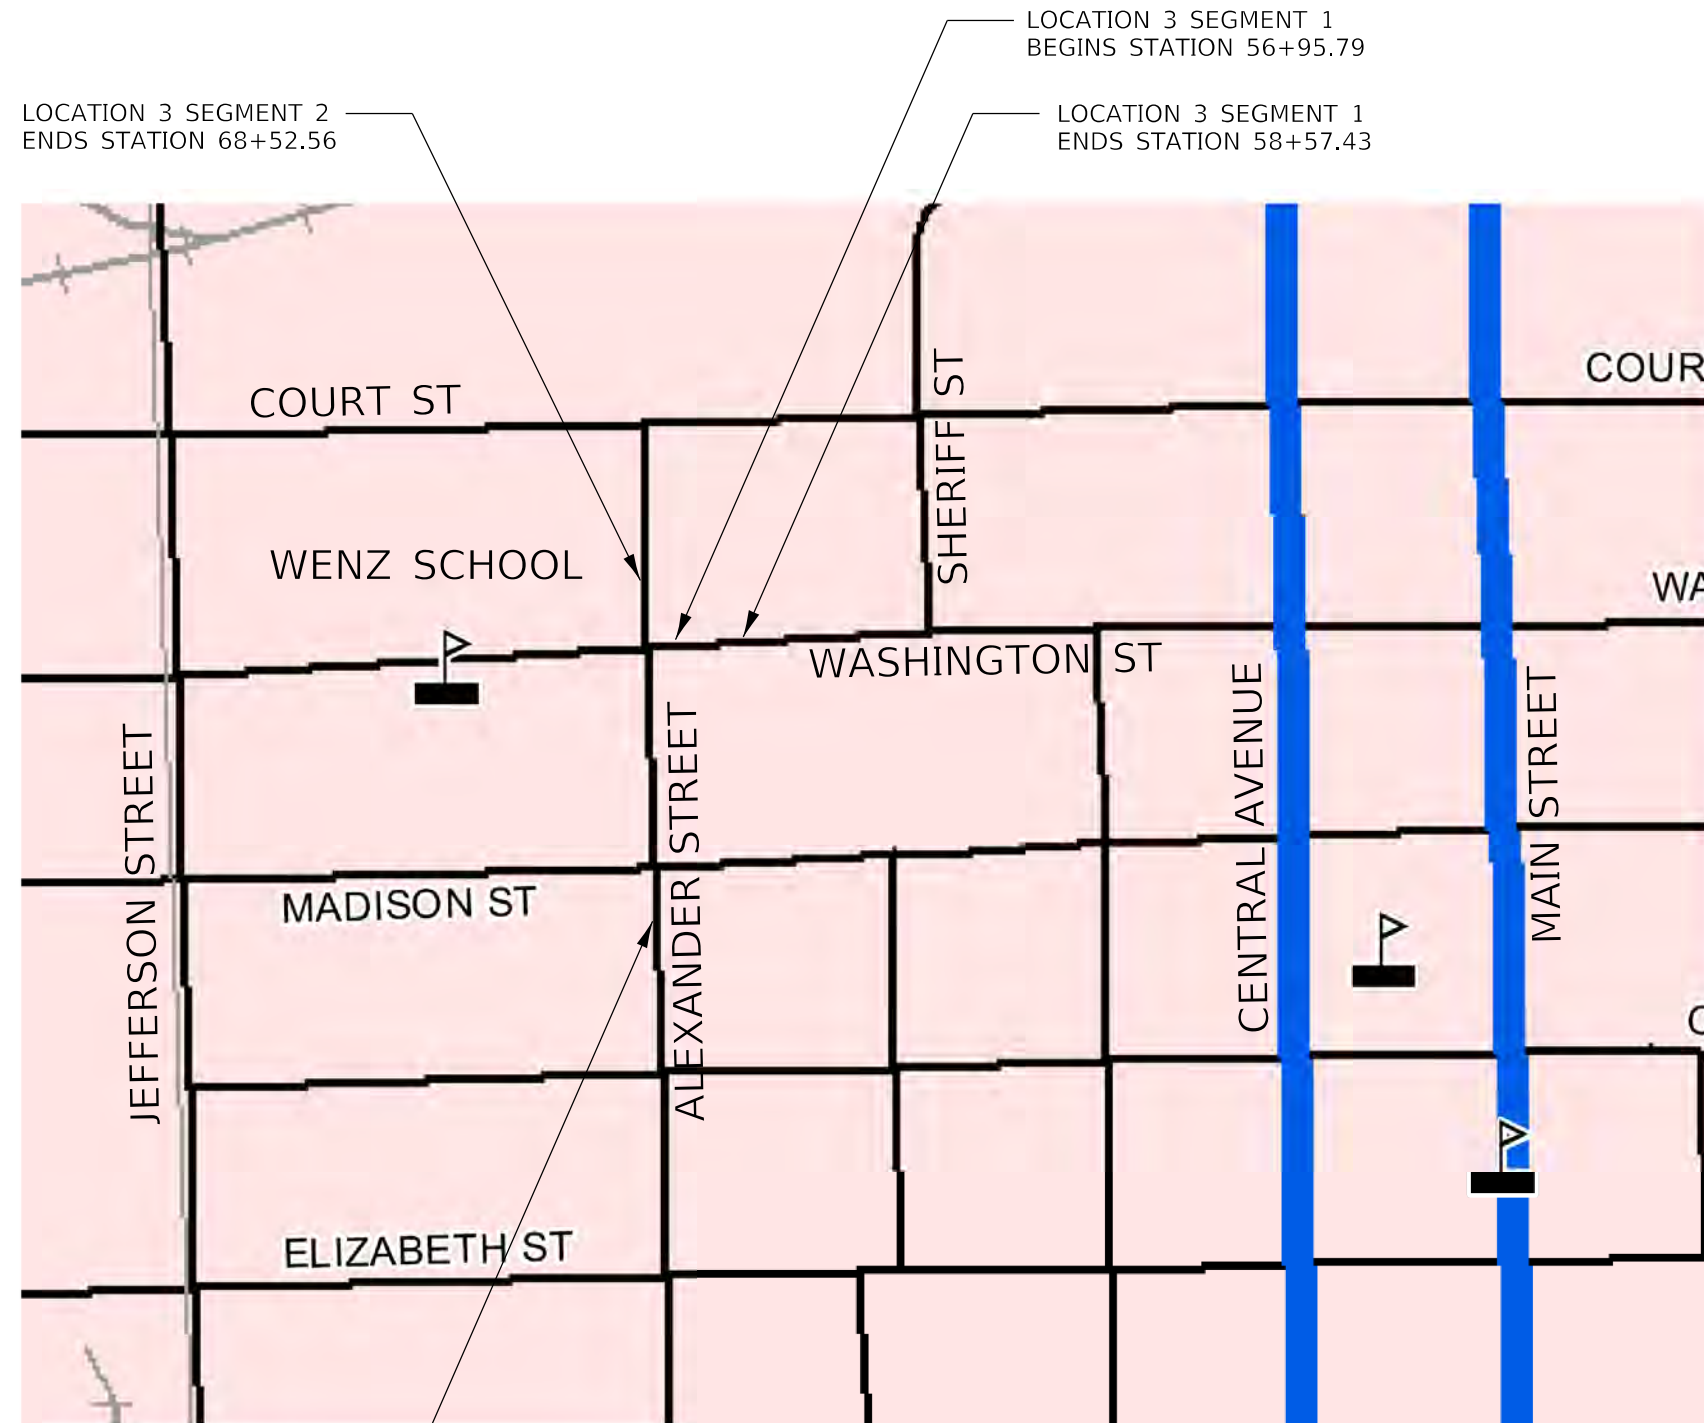 LOCATION 3 SEGMENT 1
BEGINS STATION 56+95.79
LOCATION 3 SEGMENT 2
ENDS STATION 68+52.56
LOCATION 3 SEGMENT 1
ENDS STATION 58+57.43
COURT ST
SHERIFF ST
COUR
WENZ SCHOOL
WA
WASHINGTON ST
JEFFERSON STREET
ALEXANDER STREET
CENTRAL AVENUE
MAIN STREET
MADISON ST
ELIZABETH ST